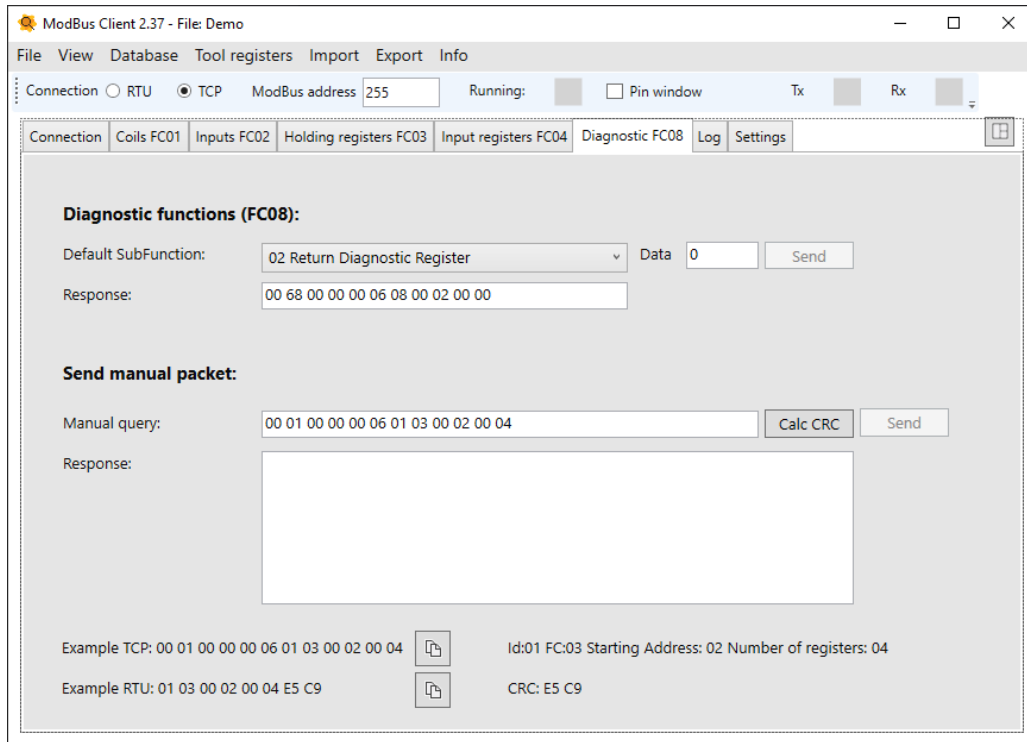 ModBus Client 2.37 - File: Demo
File View Database Tool registers Import Export Info
Connection RTU TCP ModBus address 255 Running: Pin window Tx Rx
Connection Coils FC01 Inputs FC02 Holding registers FC03 Input registers FC04 Diagnostic FC08 Log Settings
Diagnostic functions (FC08):
Default SubFunction: 02 Return Diagnostic Register Data 0 Send
Response: 00 68 00 00 00 06 08 00 02 00 00
Send manual packet:
Manual query: 00 01 00 00 00 06 01 03 00 02 00 04 Calc CRC Send
Response:
Example TCP: 00 01 00 00 00 06 01 03 00 02 00 04 Id:01 FC:03 Starting Address: 02 Number of registers: 04
Example RTU: 01 03 00 02 00 04 E5 C9 CRC: E5 C9